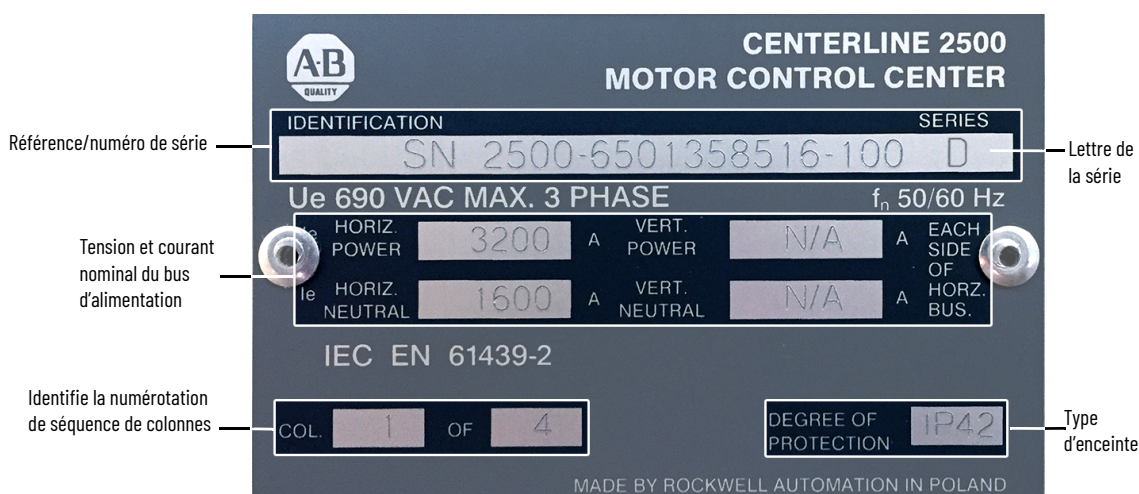 A-B
QUALITY
CENTERLINE 2500
MOTOR CONTROL CENTER
IDENTIFICATION
SERIES
SN 2500-6501358516-100 D
Référence/numéro de série
Lettre de
la série
Ue 690 VAC MAX. 3 PHASE
fn 50/60 Hz
Tension et courant
nominal du bus
d'alimentation
Ie HORIZ. POWER 3200 A
VERT. POWER N/A A
EACH
SIDE
OF
HORZ.
BUS.
Ie HORIZ. NEUTRAL 1600 A
VERT. NEUTRAL N/A A
IEC EN 61439-2
Identifie la numérotation
de séquence de colonnes
COL. 1 OF 4
DEGREE OF
PROTECTION
IP42
Type
d'enceinte
MADE BY ROCKWELL AUTOMATION IN POLAND